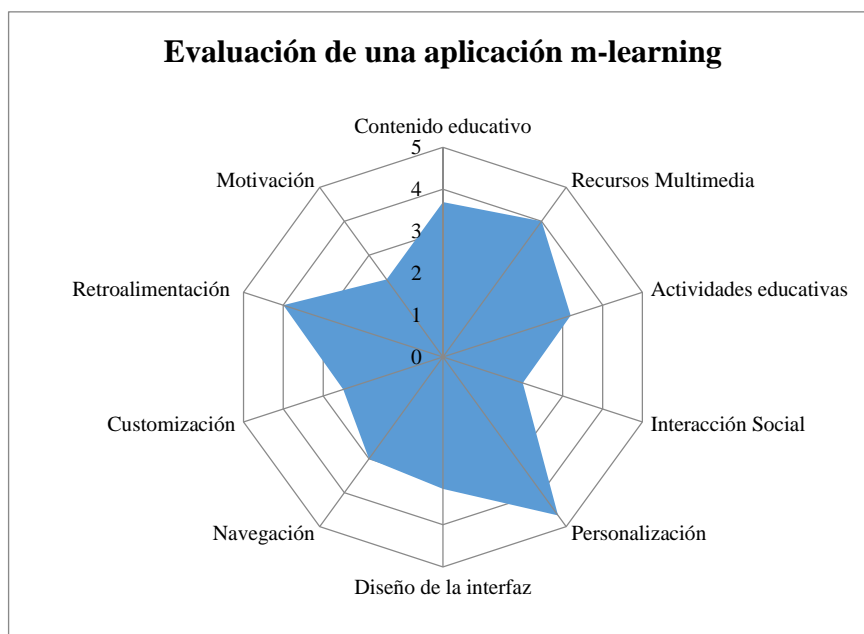 Evaluación de una aplicación m-learning
Contenido educativo
5
Motivación
Recursos Multimedia
4
3
Retroalimentación
2
Actividades educativas
1
0
Customización
Interacción Social
Navegación
Personalización
Diseño de la interfaz